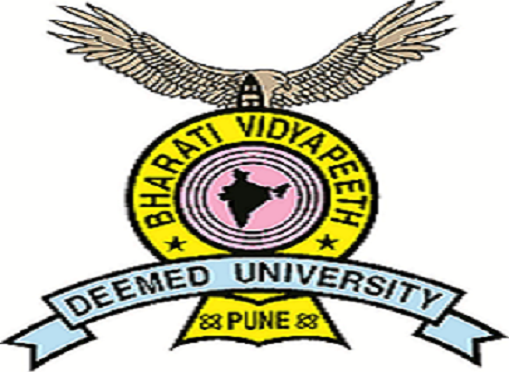 BHARATI VIDYAPEETH
DEEMED UNIVERSITY
PUNE